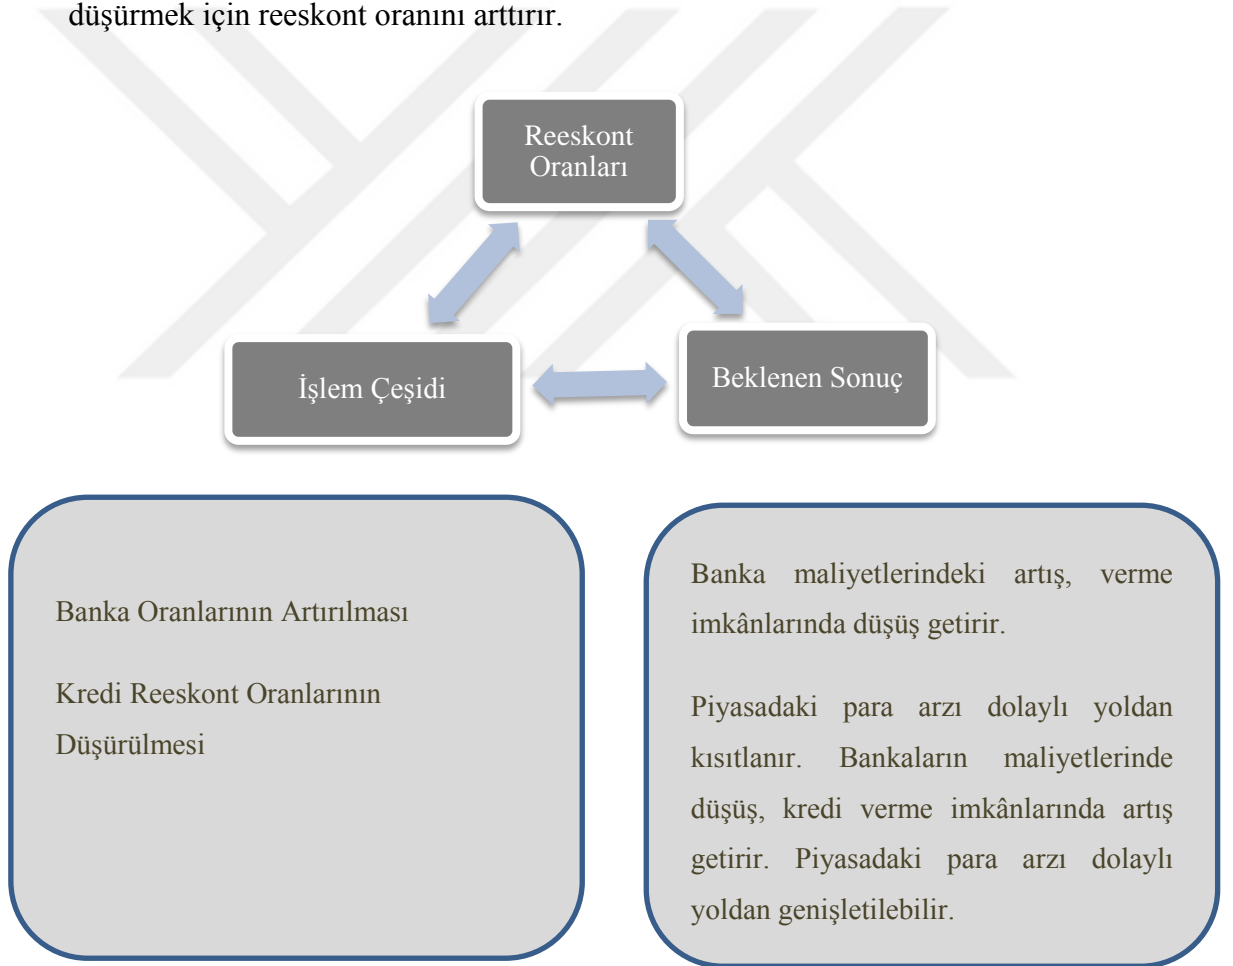 düşürmek için reeskont oranını arttırır.
Reeskont
Oranları
İşlem Çeşidi
Beklenen Sonuç
Banka Oranlarının Artırılması
Kredi Reeskont Oranlarının
Düşürülmesi
Banka maliyetlerindeki artış, verme
imkânlarında düşüş getirir.
Piyasadaki para arzı dolaylı yoldan
kısıtlanır. Bankaların maliyetlerinde
düşüş, kredi verme imkânlarında artış
getirir. Piyasadaki para arzı dolaylı
yoldan genişletilebilir.